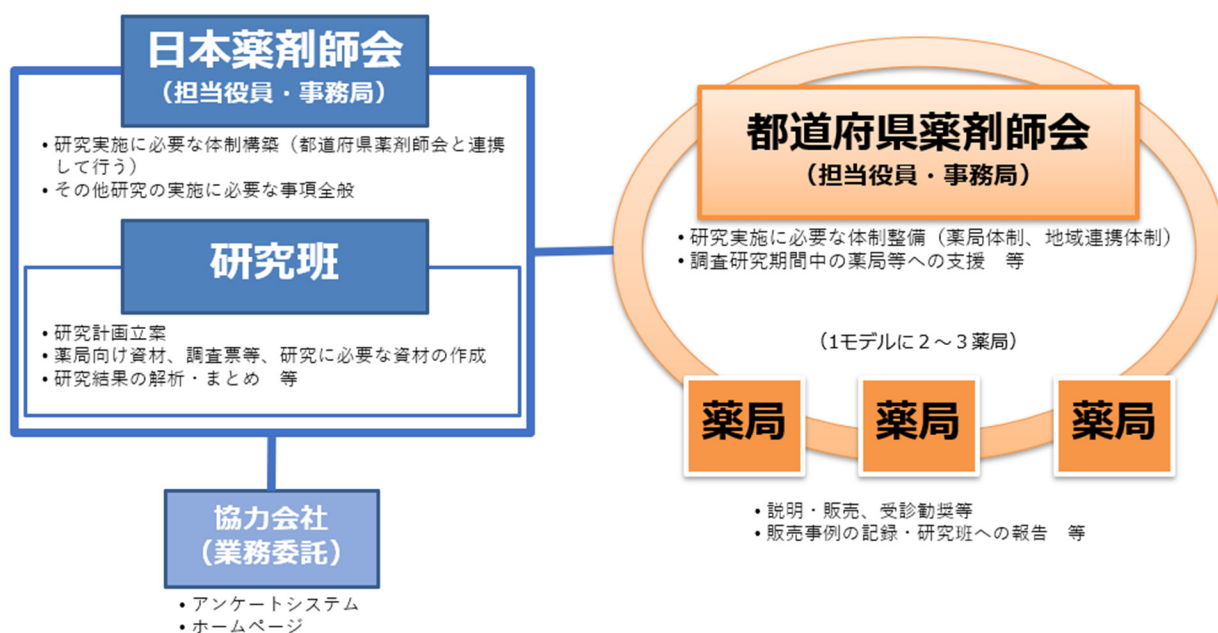 日本薬剤師会
（担当役員・事務局）
• 研究実施に必要な体制構築（都道府県薬剤師会と連携
して行う）
• その他研究の実施に必要な事項全般
研究班
• 研究計画立案
• 薬局向け資材、調査票等、研究に必要な資材の作成
• 研究結果の解析・まとめ　等
協力会社
（業務委託）
• アンケートシステム
• ホームページ
都道府県薬剤師会
（担当役員・事務局）
• 研究実施に必要な体制整備（薬局体制、地域連携体制）
• 調査研究期間中の薬局等への支援　等
（1モデルに２～３薬局）
薬局
薬局
薬局
• 説明・販売、受診勧奨等
• 販売事例の記録・研究班への報告　等